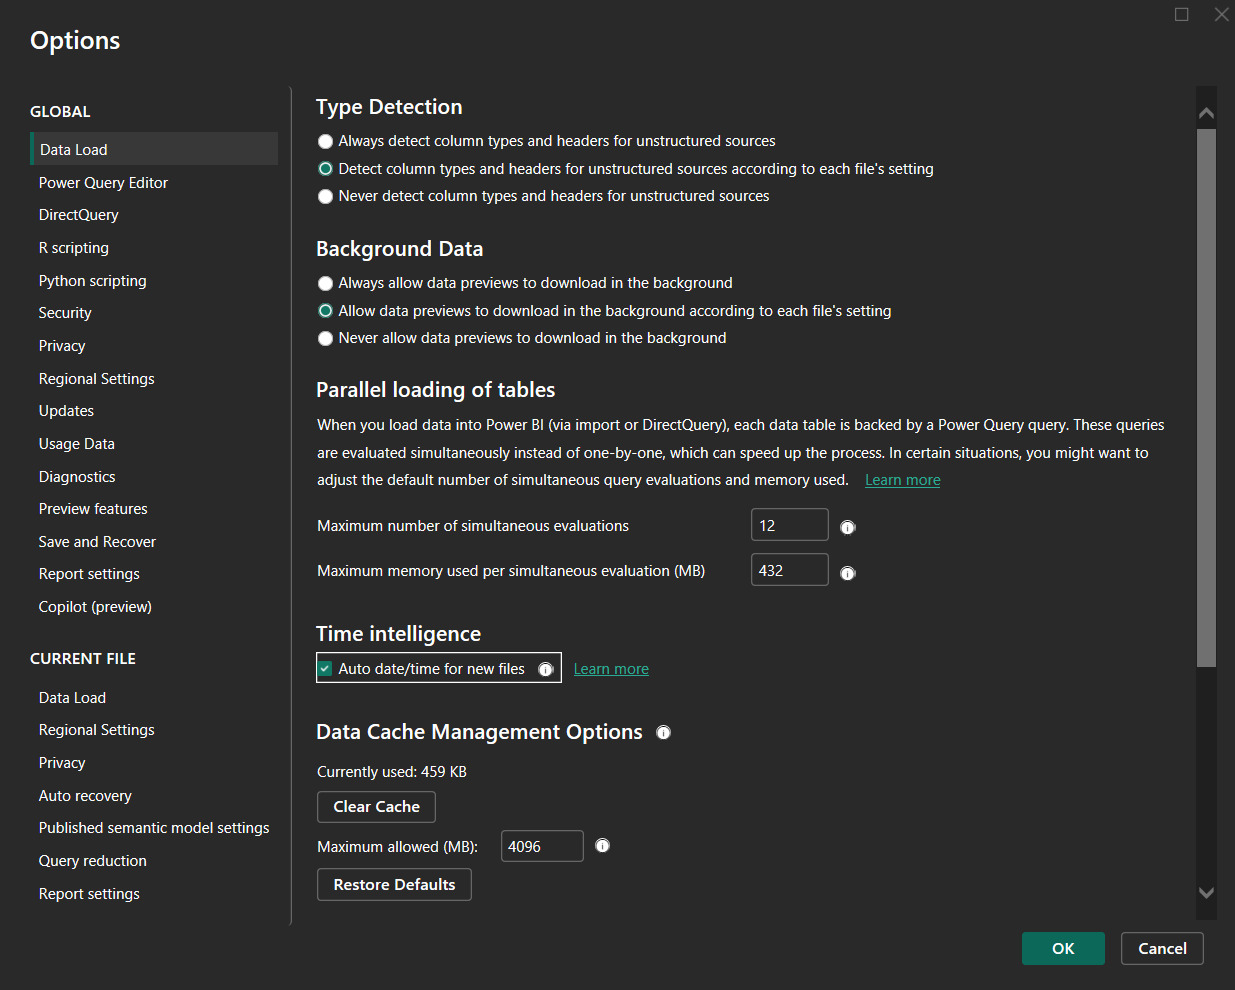 Options
GLOBAL
Data Load
Power Query Editor
DirectQuery
R scripting
Python scripting
Security
Privacy
Regional Settings
Updates
Usage Data
Diagnostics
Preview features
Save and Recover
Report settings
Copilot (preview)
CURRENT FILE
Data Load
Regional Settings
Privacy
Auto recovery
Published semantic model settings
Query reduction
Report settings
Type Detection
Always detect column types and headers for unstructured sources
Detect column types and headers for unstructured sources according to each file's setting
Never detect column types and headers for unstructured sources
Background Data
Always allow data previews to download in the background
Allow data previews to download in the background according to each file's setting
Never allow data previews to download in the background
Parallel loading of tables
When you load data into Power BI (via import or DirectQuery), each data table is backed by a Power Query query. These queries
are evaluated simultaneously instead of one-by-one, which can speed up the process. In certain situations, you might want to
adjust the default number of simultaneous query evaluations and memory used. Learn more
Maximum number of simultaneous evaluations 12
Maximum memory used per simultaneous evaluation (MB) 432
Time intelligence
Auto date/time for new files Learn more
Data Cache Management Options
Currently used: 459 KB
Clear Cache
Maximum allowed (MB): 4096
Restore Defaults
OK Cancel